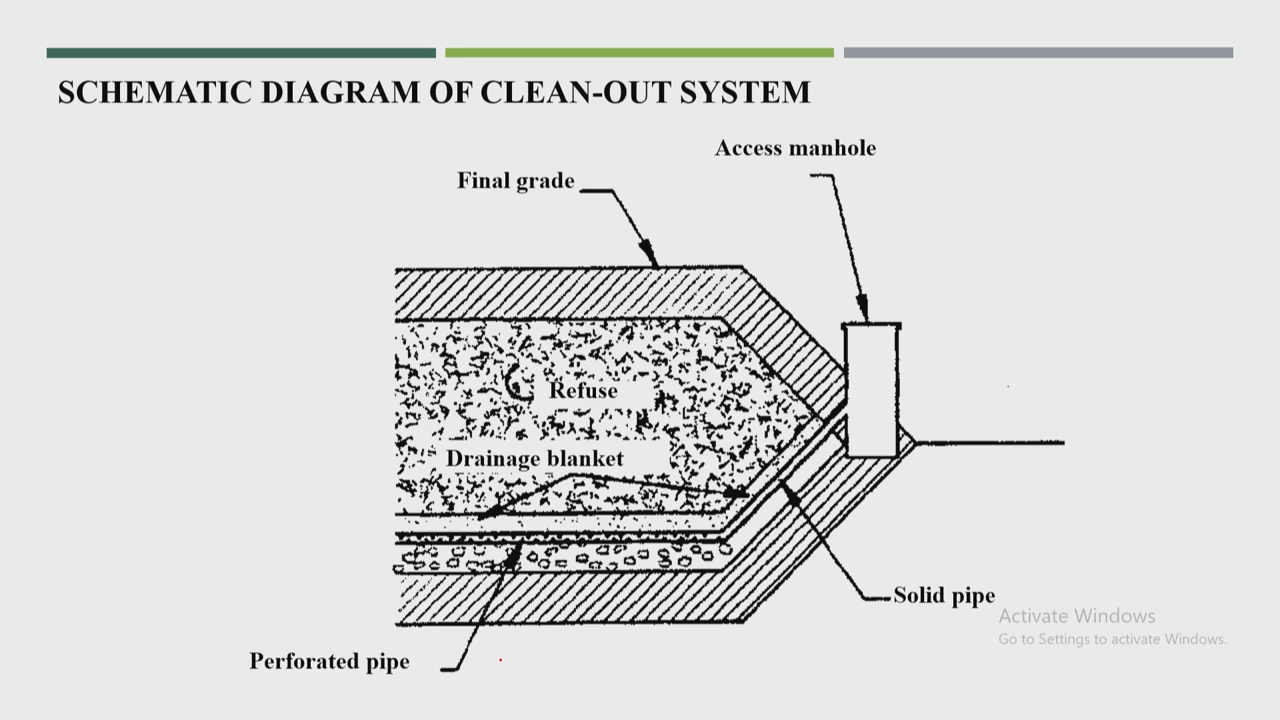 SCHEMATIC DIAGRAM OF CLEAN-OUT SYSTEM
Access manhole
Final grade
Refuse
Drainage blanket
Solid pipe
Activate Windows
Go to Settings to activate Windows.
Perforated pipe